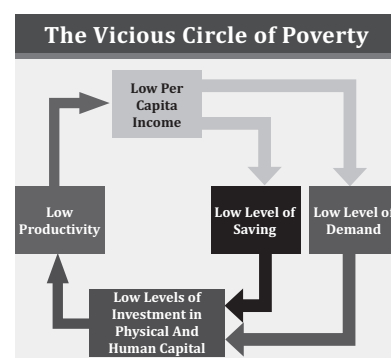 The Vicious Circle of Poverty
Low Per
Capita
Income
Low
Productivity
Low Level of
Saving
Low Level of
Demand
Low Levels of
Investment in
Physical And
Human Capital